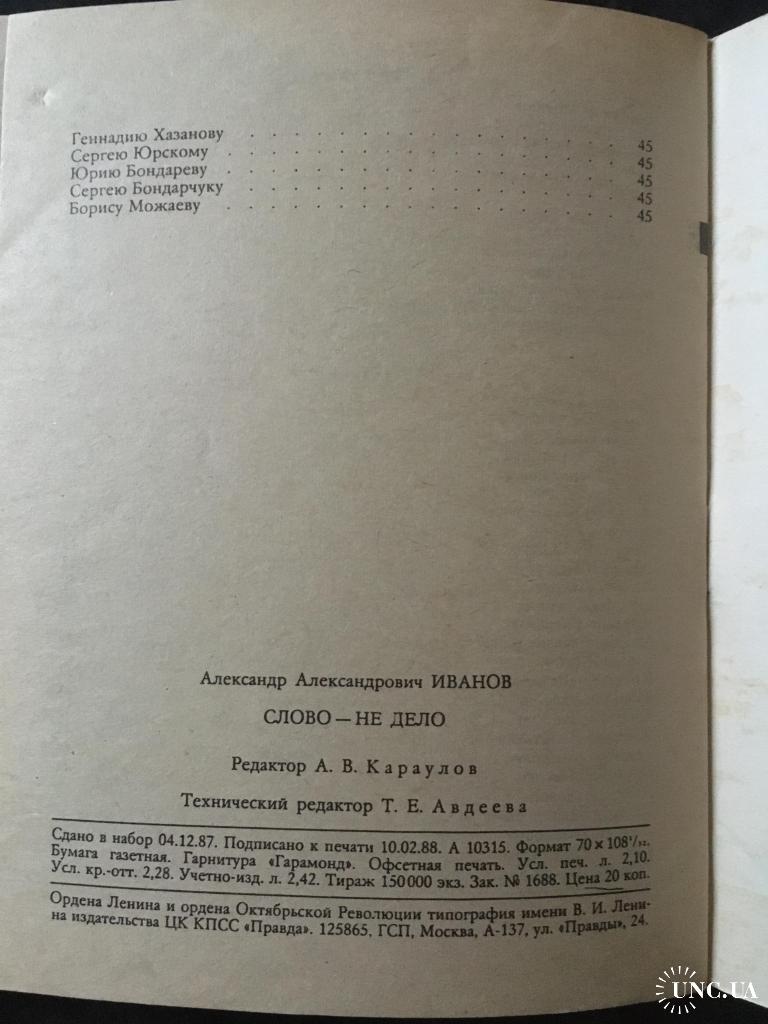 Геннадию Хазанову . . . . . . . . . . . . . . . . . 45
Сергею Юрскому . . . . . . . . . . . . . . . . . . 45
Юрию Бондареву . . . . . . . . . . . . . . . . . . 45
Сергею Бондарчуку . . . . . . . . . . . . . . . . . 45
Борису Можаеву . . . . . . . . . . . . . . . . . . 45
Александр Александрович ИВАНОВ
СЛОВО — НЕ ДЕЛО
Редактор А. В. Караулов
Технический редактор Т. Е. Авдеева
Сдано в набор 04.12.87. Подписано к печати 10.02.88. А 10315. Формат 70 × 108¹/₃₂.
Бумага газетная. Гарнитура «Гарамонд». Офсетная печать. Усл. печ. л. 2,10.
Усл. кр.-отт. 2,28. Учетно-изд. л. 2,42. Тираж 150 000 экз. Зак. № 1688. Цена 20 коп.
Ордена Ленина и ордена Октябрьской Революции типография имени В. И. Лени-
на издательства ЦК КПСС «Правда». 125865, ГСП, Москва, А-137, ул. «Правды», 24.
UNC.UA